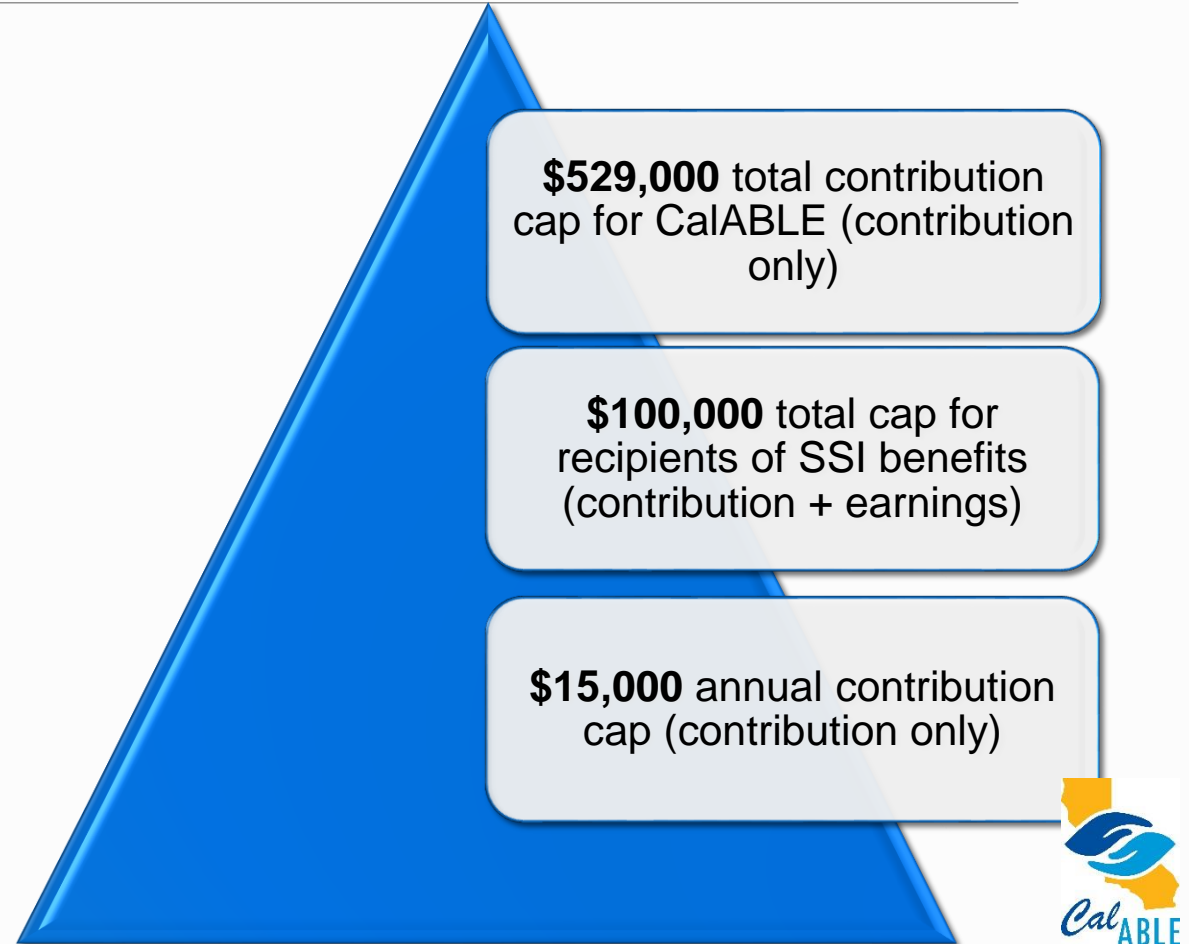 $529,000 total contribution
cap for CalABLE (contribution
only)
$100,000 total cap for
recipients of SSI benefits
(contribution + earnings)
$15,000 annual contribution
cap (contribution only)
CalABLE